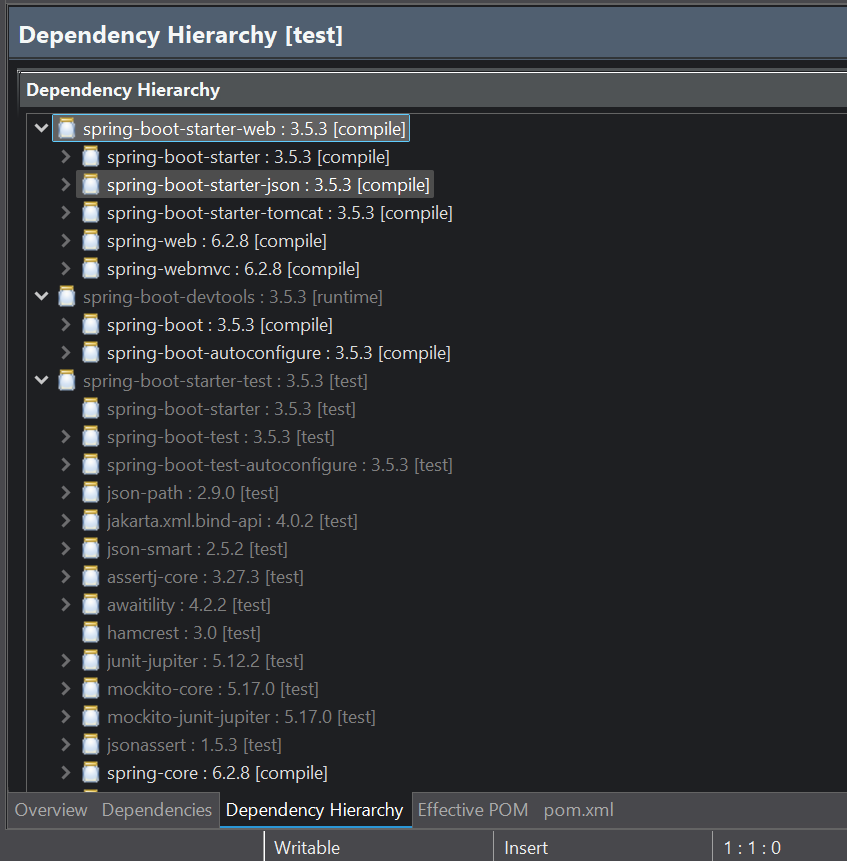 Dependency Hierarchy [test]
Dependency Hierarchy
spring-boot-starter-web : 3.5.3 [compile]
spring-boot-starter : 3.5.3 [compile]
spring-boot-starter-json : 3.5.3 [compile]
spring-boot-starter-tomcat : 3.5.3 [compile]
spring-web : 6.2.8 [compile]
spring-webmvc : 6.2.8 [compile]
spring-boot-devtools : 3.5.3 [runtime]
spring-boot : 3.5.3 [compile]
spring-boot-autoconfigure : 3.5.3 [compile]
spring-boot-starter-test : 3.5.3 [test]
spring-boot-starter : 3.5.3 [test]
spring-boot-test : 3.5.3 [test]
spring-boot-test-autoconfigure : 3.5.3 [test]
json-path : 2.9.0 [test]
jakarta.xml.bind-api : 4.0.2 [test]
json-smart : 2.5.2 [test]
assertj-core : 3.27.3 [test]
awaitility : 4.2.2 [test]
hamcrest : 3.0 [test]
junit-jupiter : 5.12.2 [test]
mockito-core : 5.17.0 [test]
mockito-junit-jupiter : 5.17.0 [test]
jsonassert : 1.5.3 [test]
spring-core : 6.2.8 [compile]
Overview Dependencies Dependency Hierarchy Effective POM pom.xml
Writable Insert 1 : 1 : 0